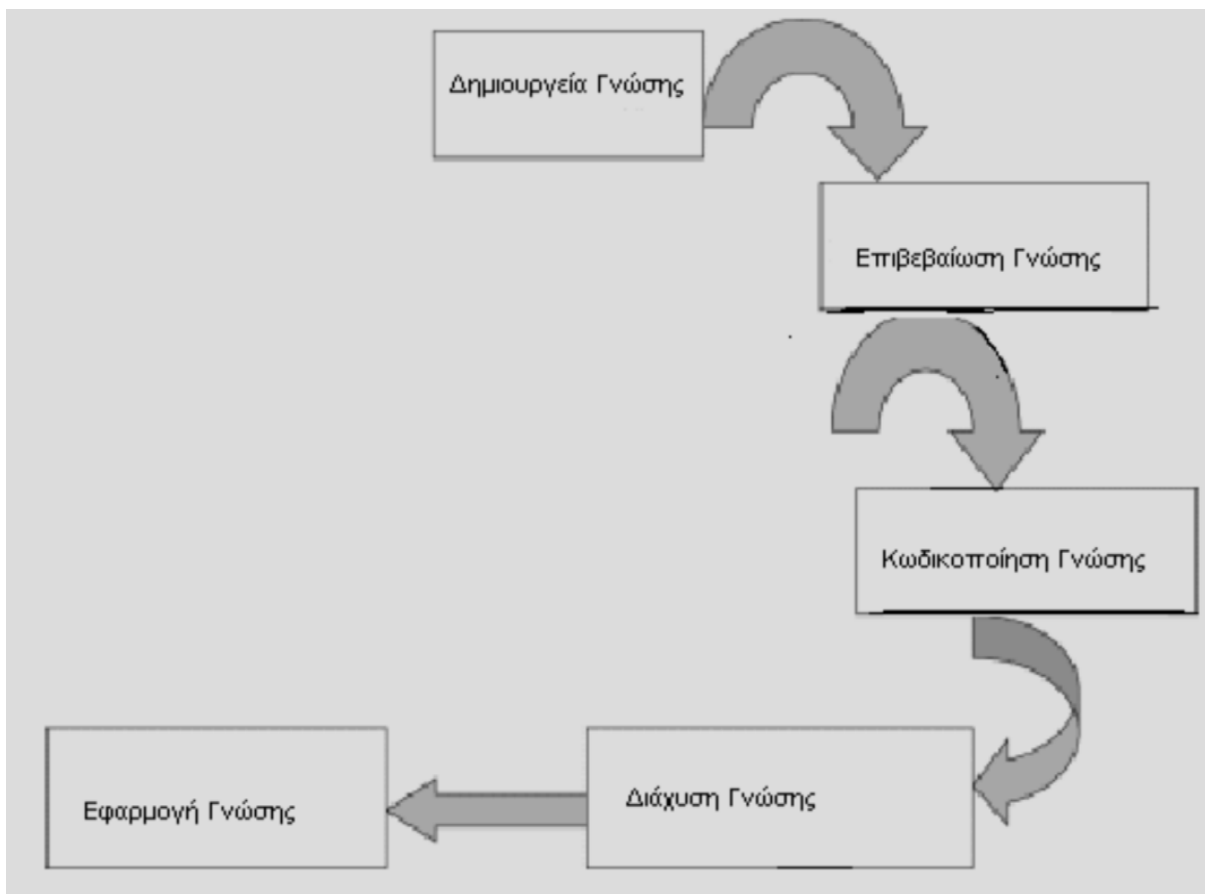 Δημιουργεία Γνώσης
Επιβεβαίωση Γνώσης
Κωδικοποίηση Γνώσης
Διάχυση Γνώσης
Εφαρμογή Γνώσης